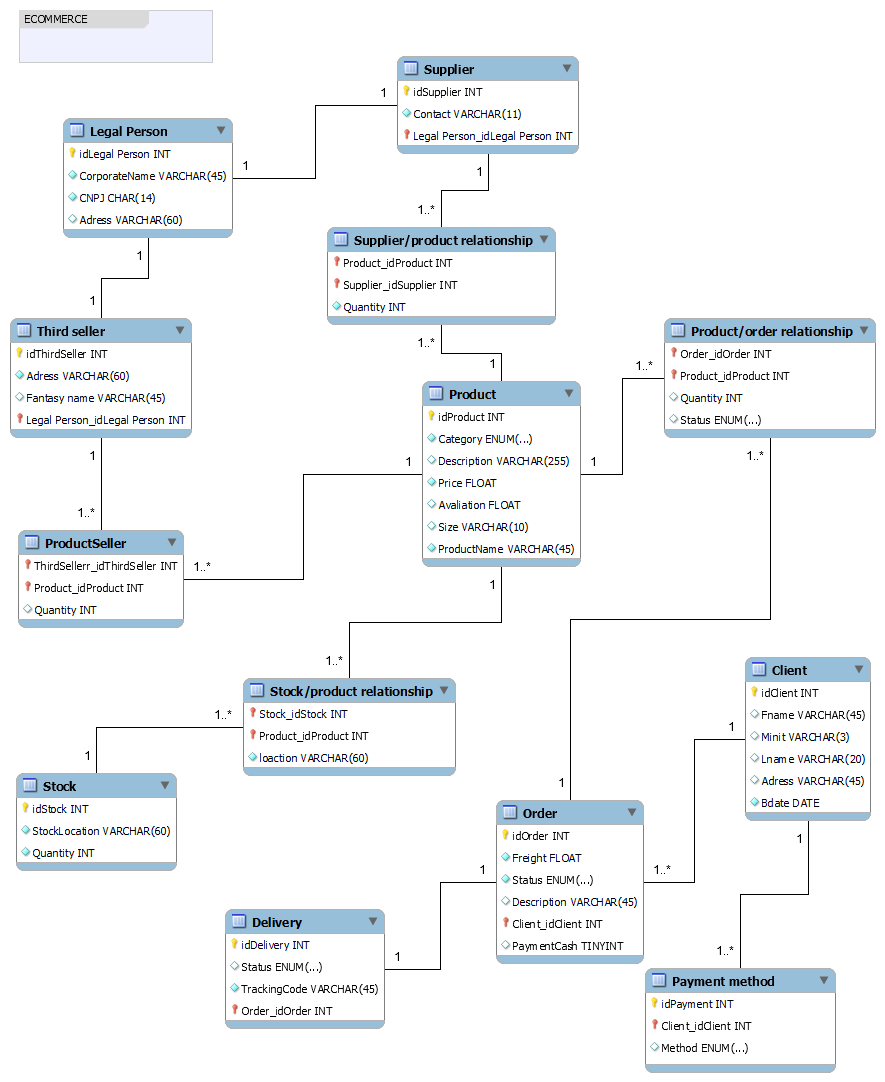 ECOMMERCE
Supplier
idSupplier INT
Contact VARCHAR(11)
Legal Person_idLegal Person INT
1
1
Legal Person
idLegal Person INT
CorporateName VARCHAR(45)
CNPJ CHAR(14)
Adress VARCHAR(60)
1
1
1..*
Supplier/product relationship
Product_idProduct INT
Supplier_idSupplier INT
Quantity INT
1
1
Third seller
idThirdSeller INT
Adress VARCHAR(60)
Fantasy name VARCHAR(45)
Legal Person_idLegal Person INT
1..*
1
Product
idProduct INT
Category ENUM(...)
Description VARCHAR(255)
Price FLOAT
Avaliation FLOAT
Size VARCHAR(10)
ProductName VARCHAR(45)
1..*
Product/order relationship
Order_idOrder INT
Product_idProduct INT
Quantity INT
Status ENUM(...)
1
1
1
1..*
1..*
ProductSeller
ThirdSellerr_idThirdSeller INT
Product_idProduct INT
Quantity INT
1..*
1
1..*
Stock/product relationship
Stock_idStock INT
Product_idProduct INT
loaction VARCHAR(60)
1..*
1
Stock
idStock INT
StockLocation VARCHAR(60)
Quantity INT
Client
idClient INT
Fname VARCHAR(45)
Minit VARCHAR(3)
Lname VARCHAR(20)
Adress VARCHAR(45)
Bdate DATE
1
1
1
Order
idOrder INT
Freight FLOAT
Status ENUM(...)
Description VARCHAR(45)
Client_idClient INT
PaymentCash TINYINT
1
1..*
Delivery
idDelivery INT
Status ENUM(...)
TrackingCode VARCHAR(45)
Order_idOrder INT
1
1..*
Payment method
idPayment INT
Client_idClient INT
Method ENUM(...)